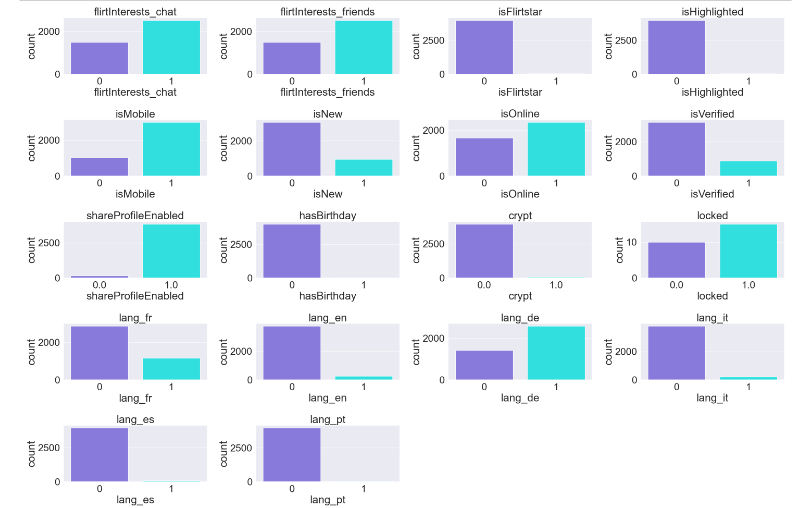 flirtInterests_chat flirtInterests_friends isFlirtstar isHighlighted
count 2000 0 0 1 count 2000 0 0 1 count 2500 0 0 1 count 2500 0 0 1
flirtInterests_chat flirtInterests_friends isFlirtstar isHighlighted
isMobile isNew isOnline isVerified
count 2000 0 0 1 count 2000 0 0 1 count 2000 0 0 1 count 2000 0 0 1
isMobile isNew isOnline isVerified
shareProfileEnabled hasBirthday crypt locked
count 2500 0 0.0 1.0 count 2500 0 0 1 count 2500 0 0.0 1.0 count 10 0 0.0 1.0
shareProfileEnabled hasBirthday crypt locked
lang_fr lang_en lang_de lang_it
count 2000 0 0 1 count 2000 0 0 1 count 2000 0 0 1 count 2000 0 0 1
lang_fr lang_en lang_de lang_it
lang_es lang_pt
count 2500 0 0 1 count 2500 0 0 1
lang_es lang_pt